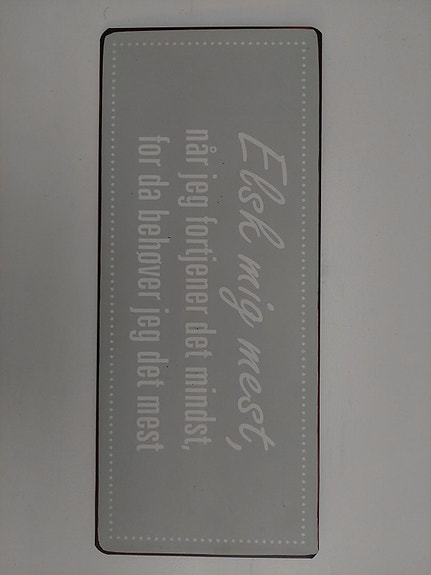 Elsk mig mest,
når jeg fortjener det mindst,
for da behøver jeg det mest